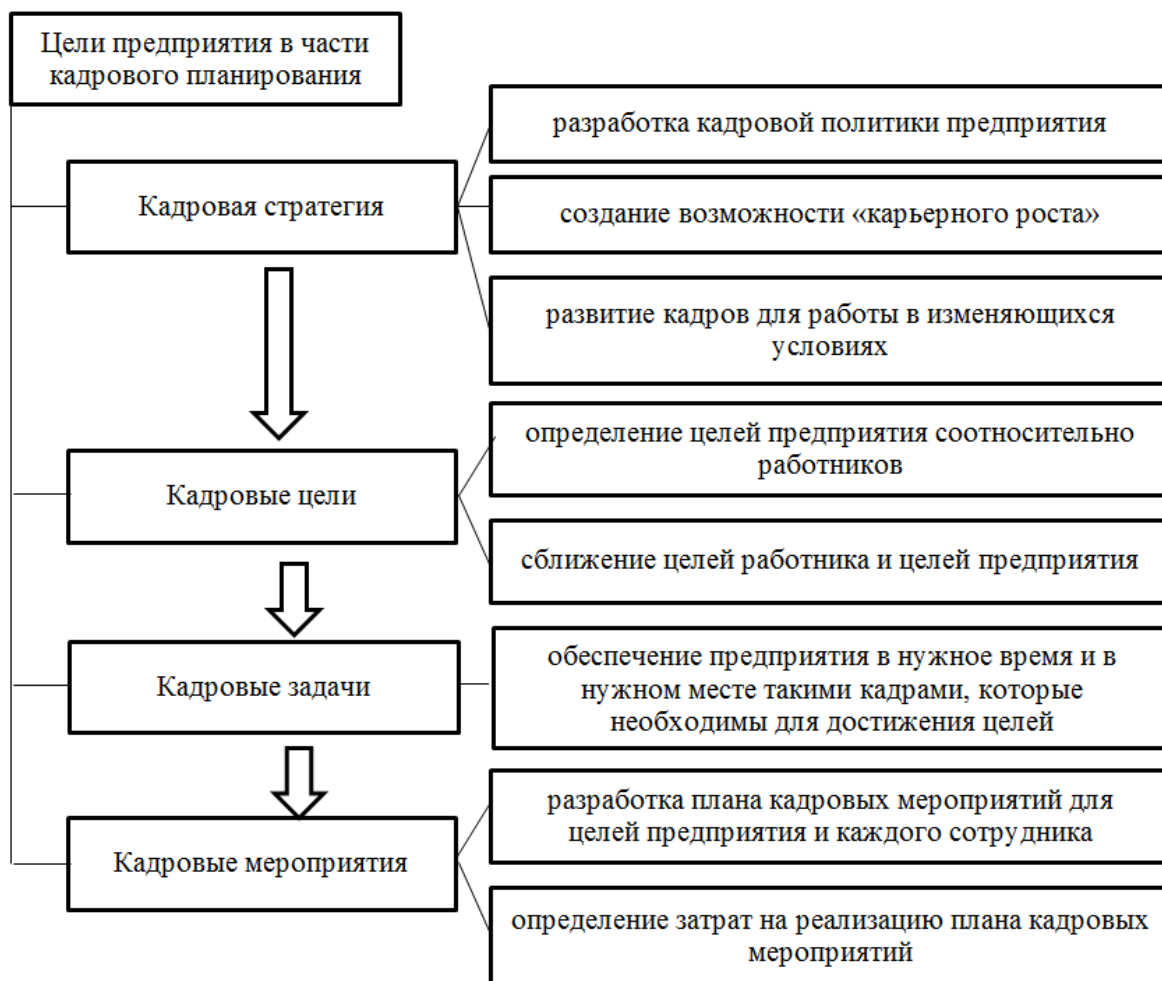 Цели предприятия в части
кадрового планирования
разработка кадровой политики предприятия
Кадровая стратегия
создание возможности «карьерного роста»
развитие кадров для работы в изменяющихся
условиях
определение целей предприятия соотносительно
работников
Кадровые цели
сближение целей работника и целей предприятия
Кадровые задачи
обеспечение предприятия в нужное время и в
нужном месте такими кадрами, которые
необходимы для достижения целей
разработка плана кадровых мероприятий для
целей предприятия и каждого сотрудника
Кадровые мероприятия
определение затрат на реализацию плана кадровых
мероприятий